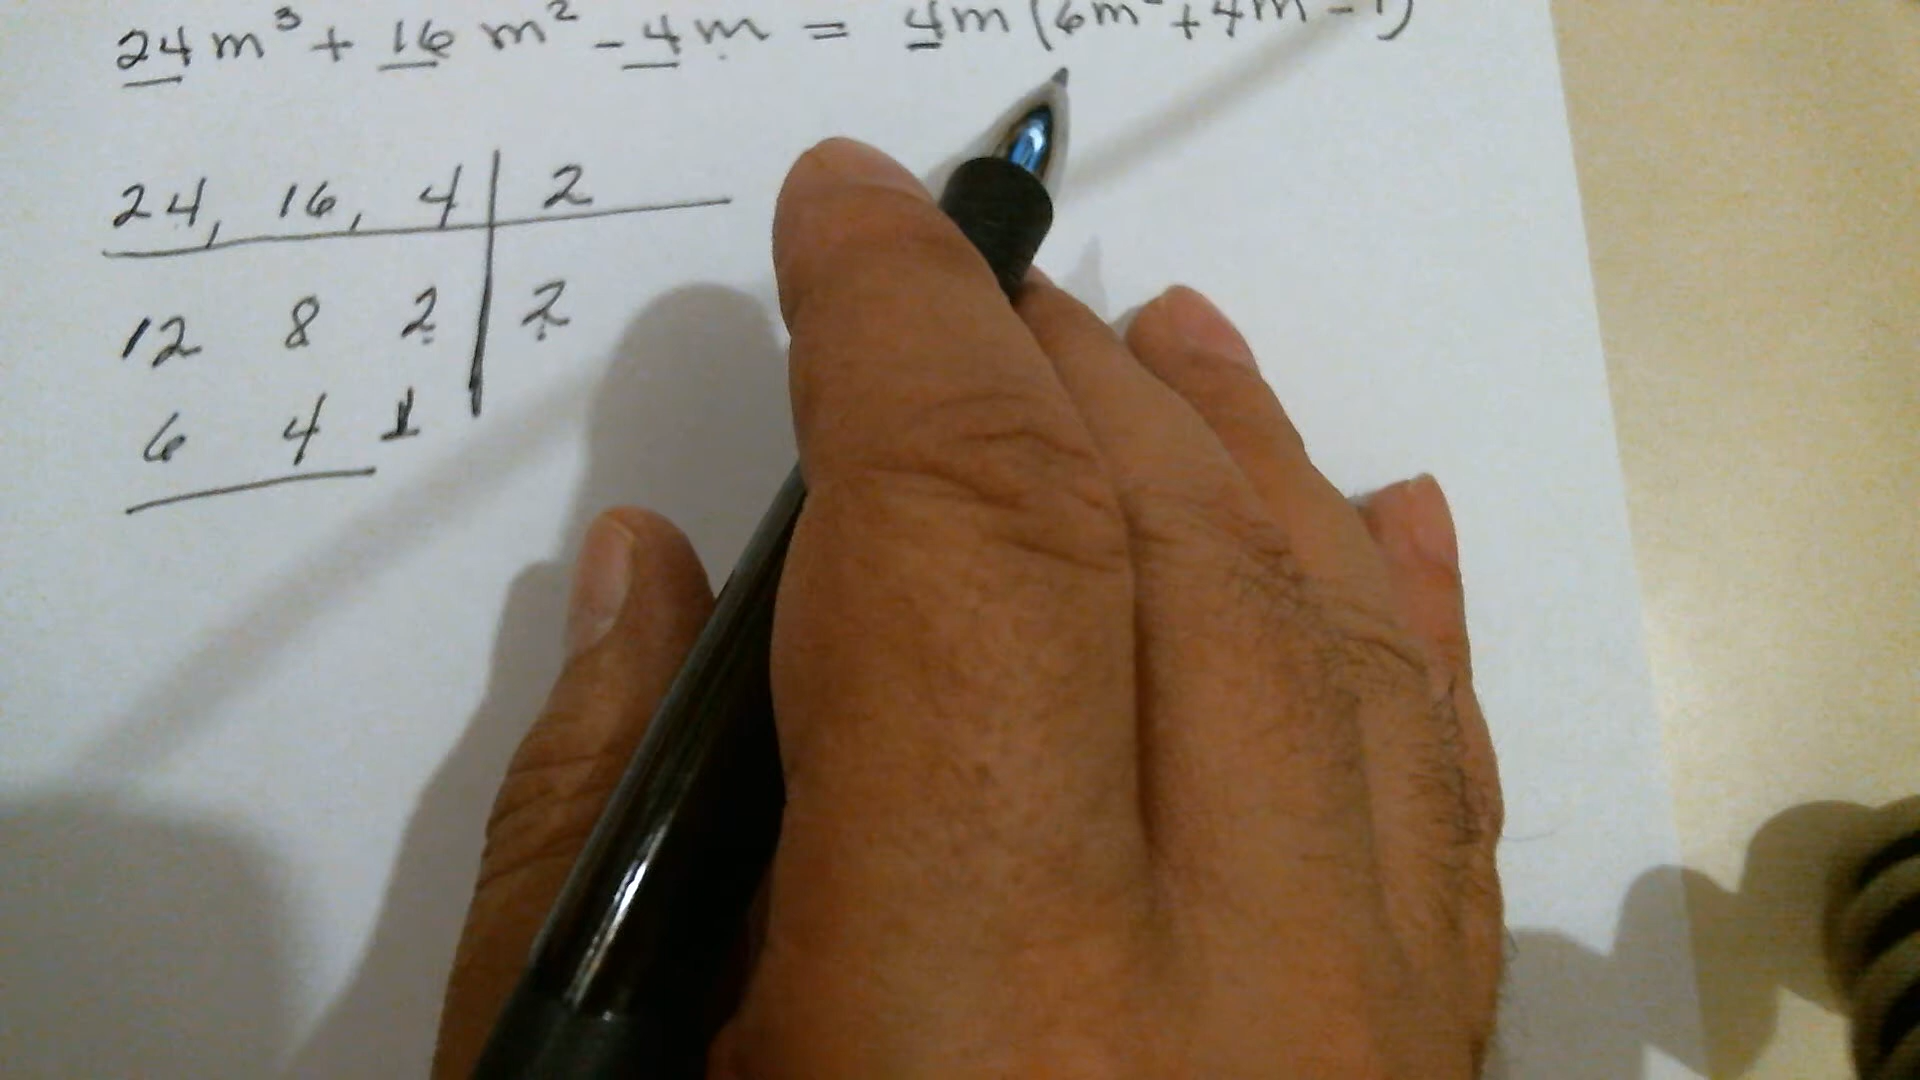 24m³ + 16m² - 4m = 4m(6m²+4m-1)
24, 16, 4 | 2
12 8 2 | 2
6 4 1